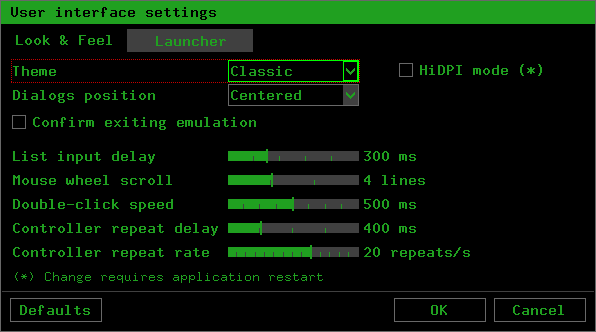 User interface settings
Look & Feel Launcher
Theme Classic HiDPI mode (*)
Dialogs position Centered
Confirm exiting emulation
List input delay 300 ms
Mouse wheel scroll 4 lines
Double-click speed 500 ms
Controller repeat delay 400 ms
Controller repeat rate 20 repeats/s
(*) Change requires application restart
Defaults OK Cancel